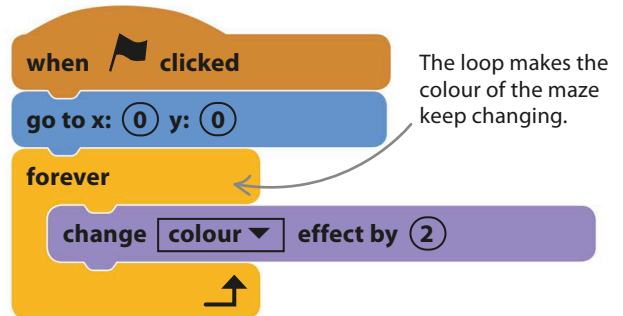 when clicked
go to x: 0 y: 0
forever
change colour effect by 2
The loop makes the
colour of the maze
keep changing.